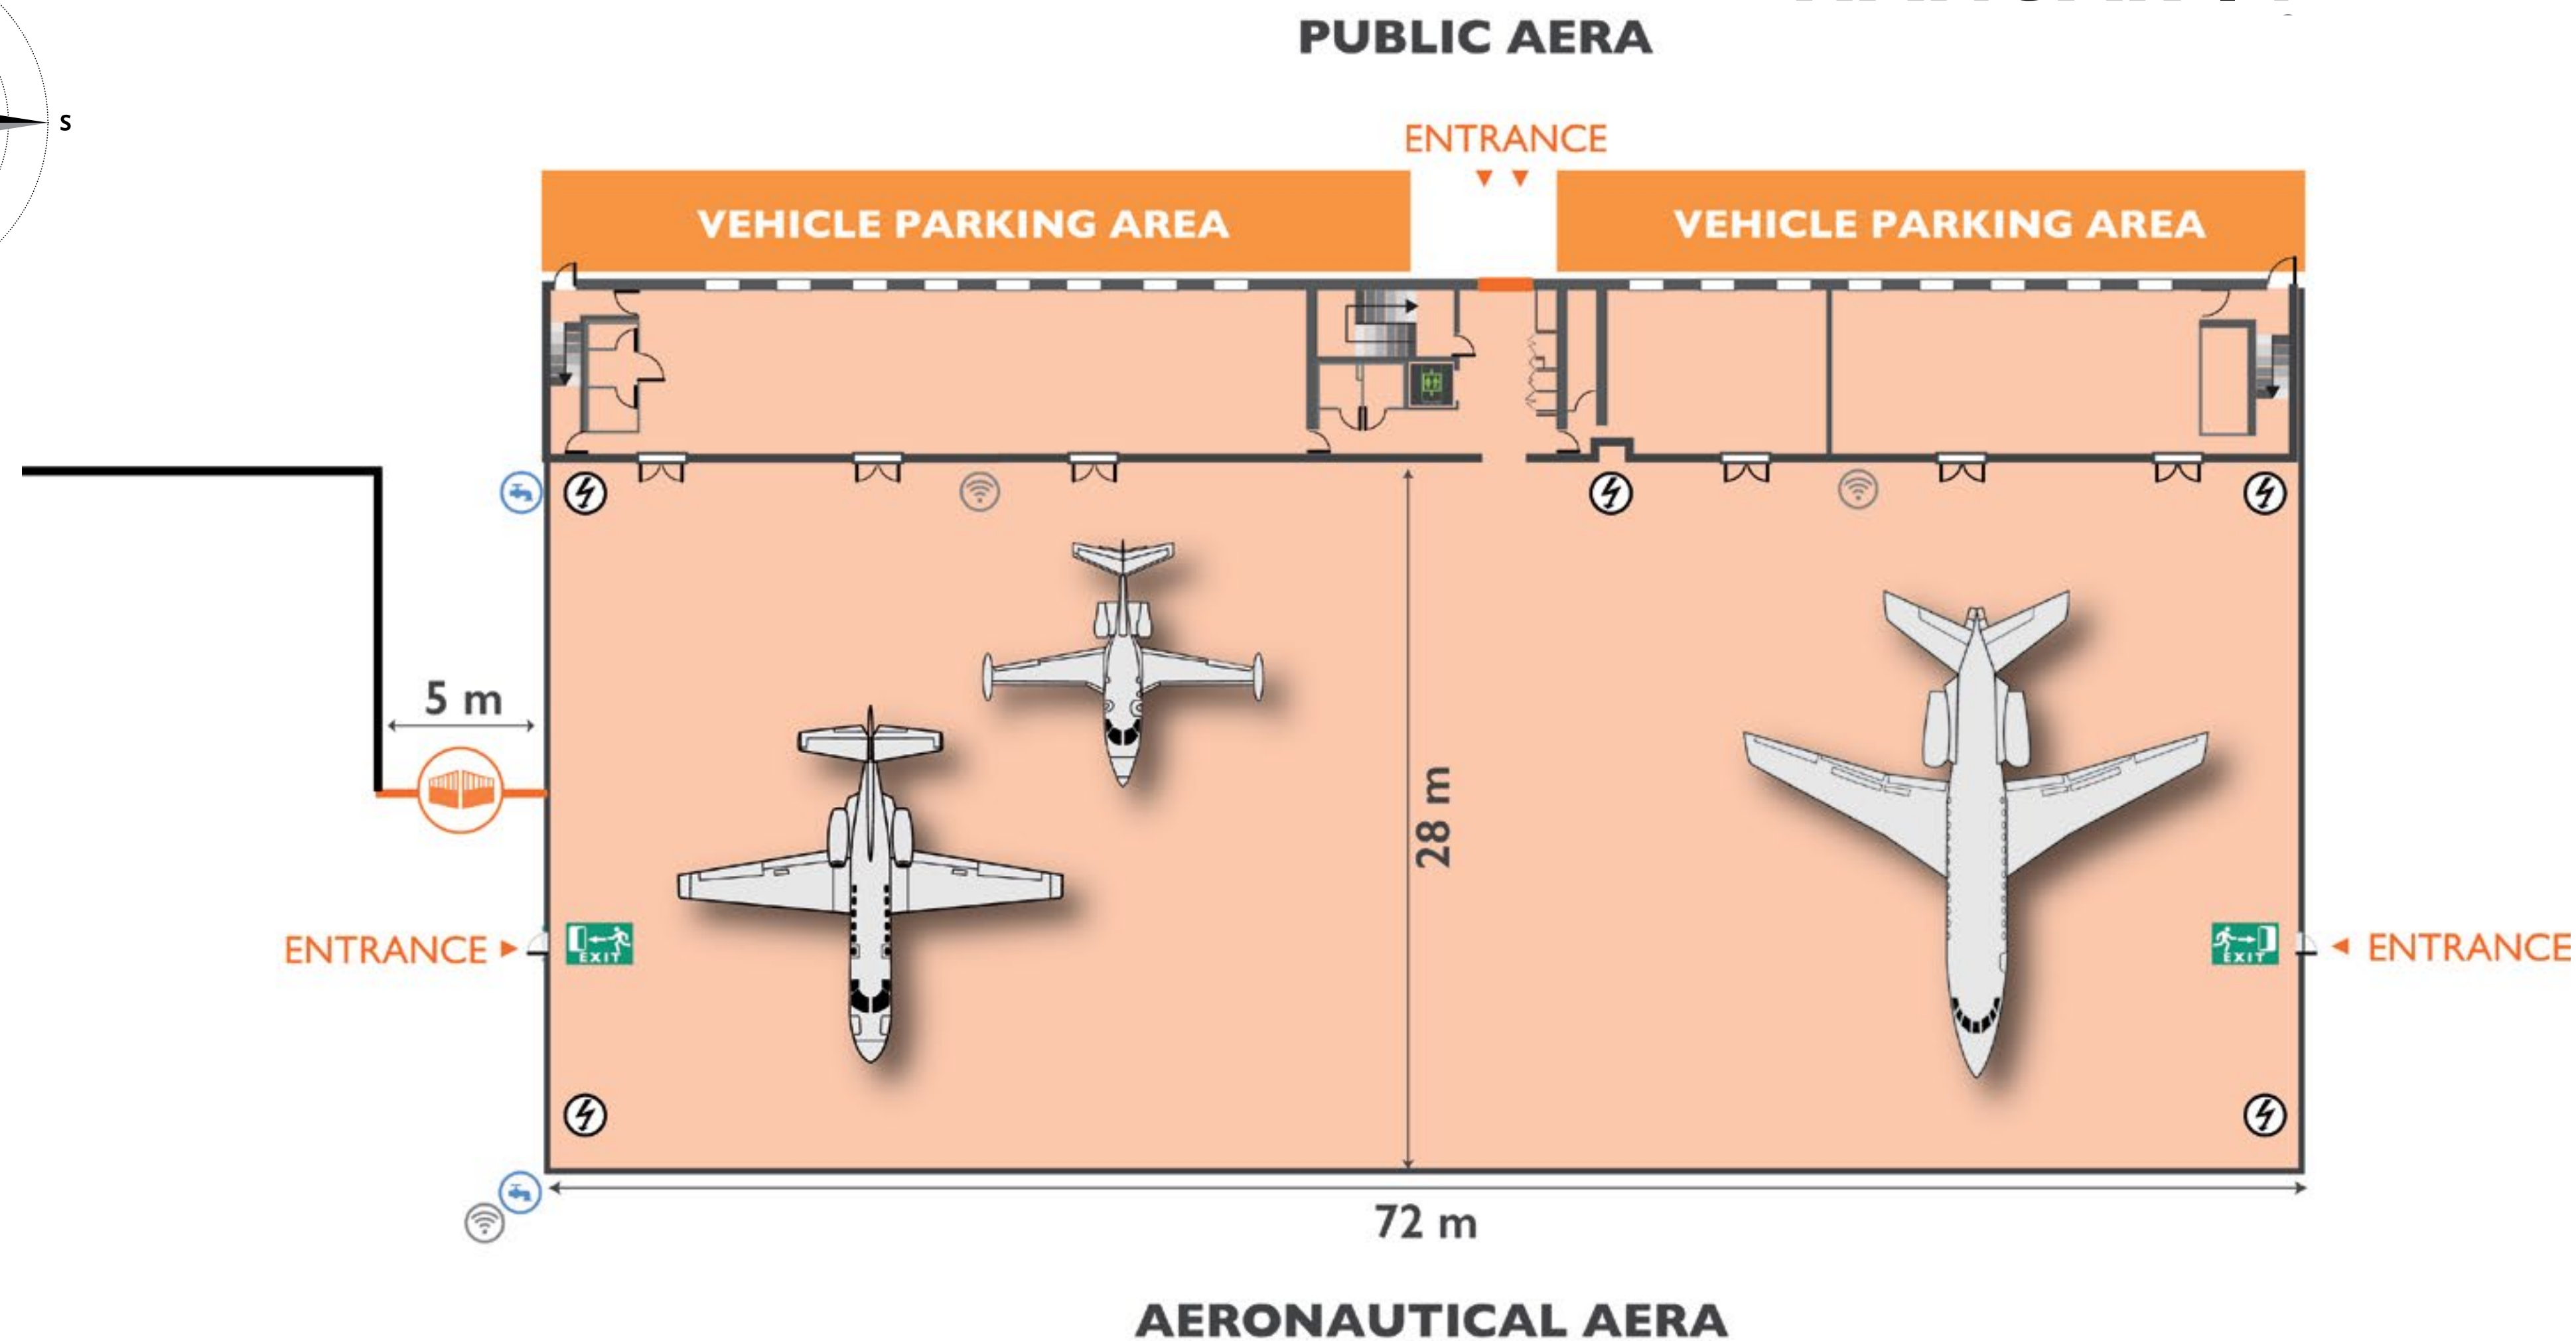 PUBLIC AERA
S
ENTRANCE
VEHICLE PARKING AREA
VEHICLE PARKING AREA
5 m
28 m
ENTRANCE
EXIT
EXIT
ENTRANCE
72 m
AERONAUTICAL AERA